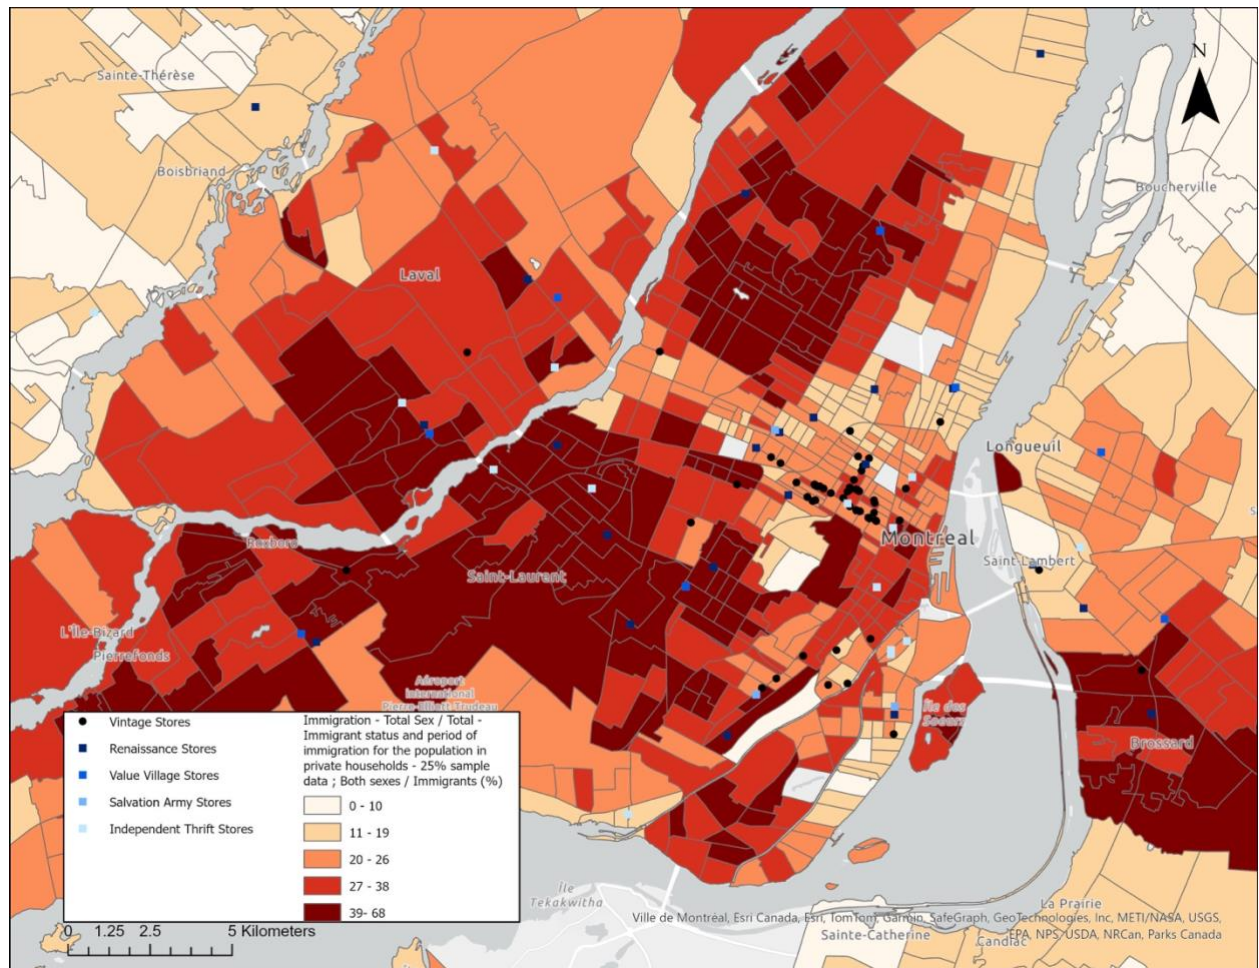 N
Sainte-Thérèse
Boisbriand
Boucherville
Laval
Longueuil
Montréal
Saint-Lambert
Roxboro
Saint-Laurent
L'Île-Bizard
Pierrefonds
Aéroport
international
Pierre-Elliott-Trudeau
Île des
Soeurs
Brossard
Vintage Stores
Renaissance Stores
Value Village Stores
Salvation Army Stores
Independent Thrift Stores
Immigration - Total Sex / Total -
Immigrant status and period of
immigration for the population in
private households - 25% sample
data ; Both sexes / Immigrants (%)
0 - 10
11 - 19
20 - 26
27 - 38
39- 68
0 1.25 2.5 5 Kilometers
Île
Tekakwitha
La Prairie
Sainte-Catherine
Candiac
Ville de Montréal, Esri Canada, Esri, TomTom, Garmin, SafeGraph, GeoTechnologies, Inc, METI/NASA, USGS,
EPA, NPS, USDA, NRCan, Parks Canada